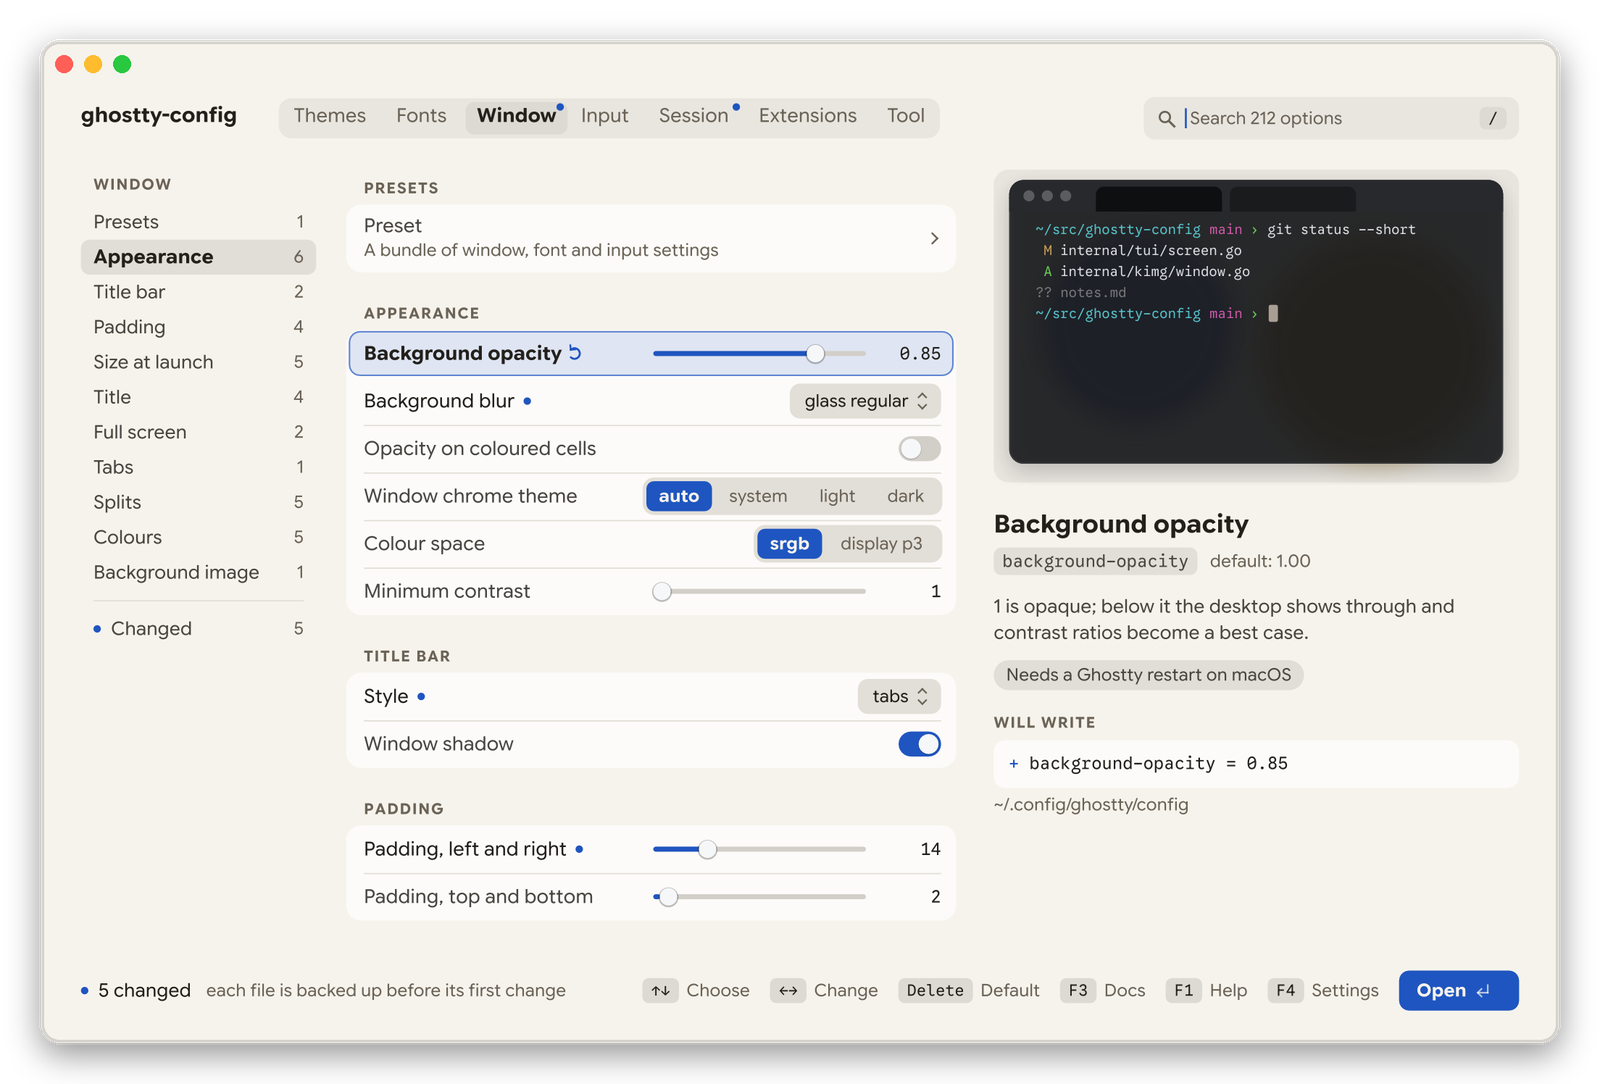 ghostty-config
Themes Fonts Window Input Session Extensions Tool
Search 212 options /
WINDOW
Presets 1
Appearance 6
Title bar 2
Padding 4
Size at launch 5
Title 4
Full screen 2
Tabs 1
Splits 5
Colours 5
Background image 1
Changed 5
PRESETS
Preset
A bundle of window, font and input settings
APPEARANCE
Background opacity 0.85
Background blur glass regular
Opacity on coloured cells
Window chrome theme auto system light dark
Colour space srgb display p3
Minimum contrast 1
TITLE BAR
Style tabs
Window shadow
PADDING
Padding, left and right 14
Padding, top and bottom 2
~/src/ghostty-config main › git status --short
M internal/tui/screen.go
A internal/kimg/window.go
?? notes.md
~/src/ghostty-config main ›
Background opacity
background-opacity default: 1.00
1 is opaque; below it the desktop shows through and
contrast ratios become a best case.
Needs a Ghostty restart on macOS
WILL WRITE
+ background-opacity = 0.85
~/.config/ghostty/config
5 changed each file is backed up before its first change
↑↓ Choose ↔ Change Delete Default F3 Docs F1 Help F4 Settings Open ↵